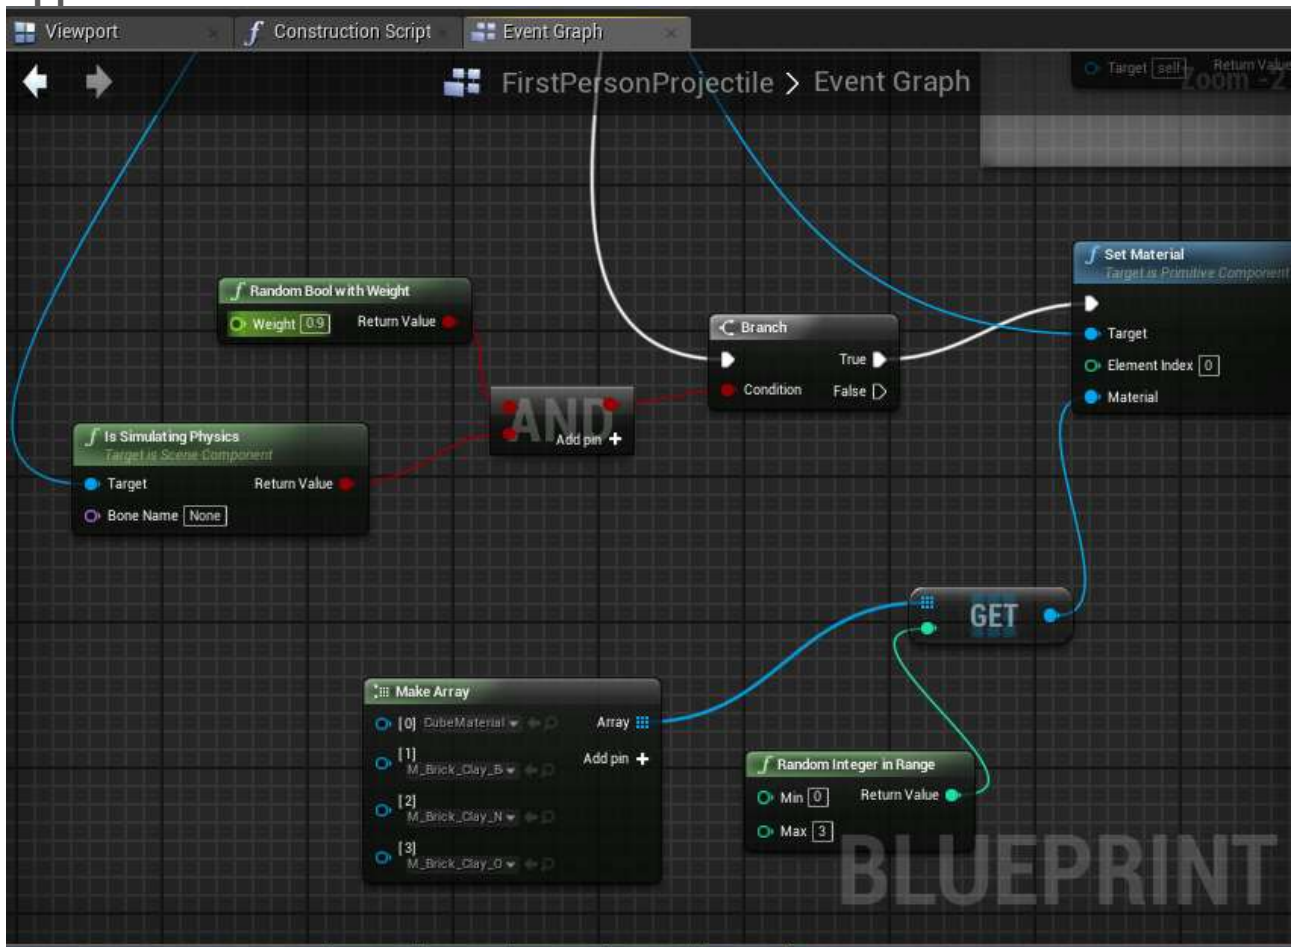 Viewport
Construction Script
Event Graph
FirstPersonProjectile > Event Graph
Target self Return Value
Zoom -2
Random Bool with Weight
Weight 0.9 Return Value
Set Material
Target is Primitive Component
Branch
True
Target
Element Index 0
Condition False
Material
AND
Add pin +
Is Simulating Physics
Target is Scene Component
Target Return Value
Bone Name None
GET
Make Array
[0] CubeMaterial Array
[1] Add pin +
M_Brick_Clay_B
[2]
M_Brick_Clay_N
[3]
M_Brick_Clay_O
Random Integer in Range
Min 0 Return Value
Max 3
BLUEPRINT